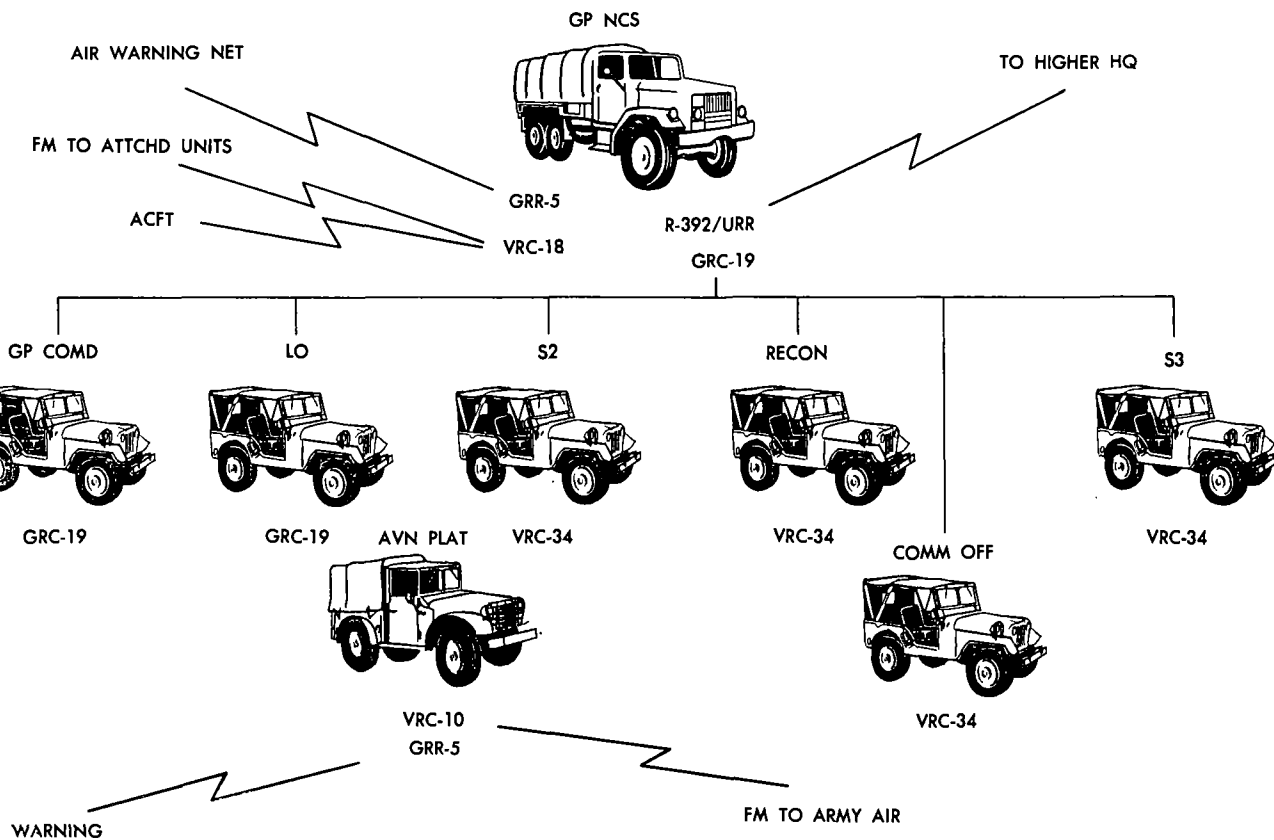 GP NCS
AIR WARNING NET
TO HIGHER HQ
FM TO ATTCHD UNITS
GRR-5
ACFT
R-392/URR
VRC-18
GRC-19
GP COMD
LO
S2
RECON
S3
GRC-19
GRC-19
VRC-34
VRC-34
VRC-34
AVN PLAT
COMM OFF
VRC-10
VRC-34
GRR-5
FM TO ARMY AIR
WARNING